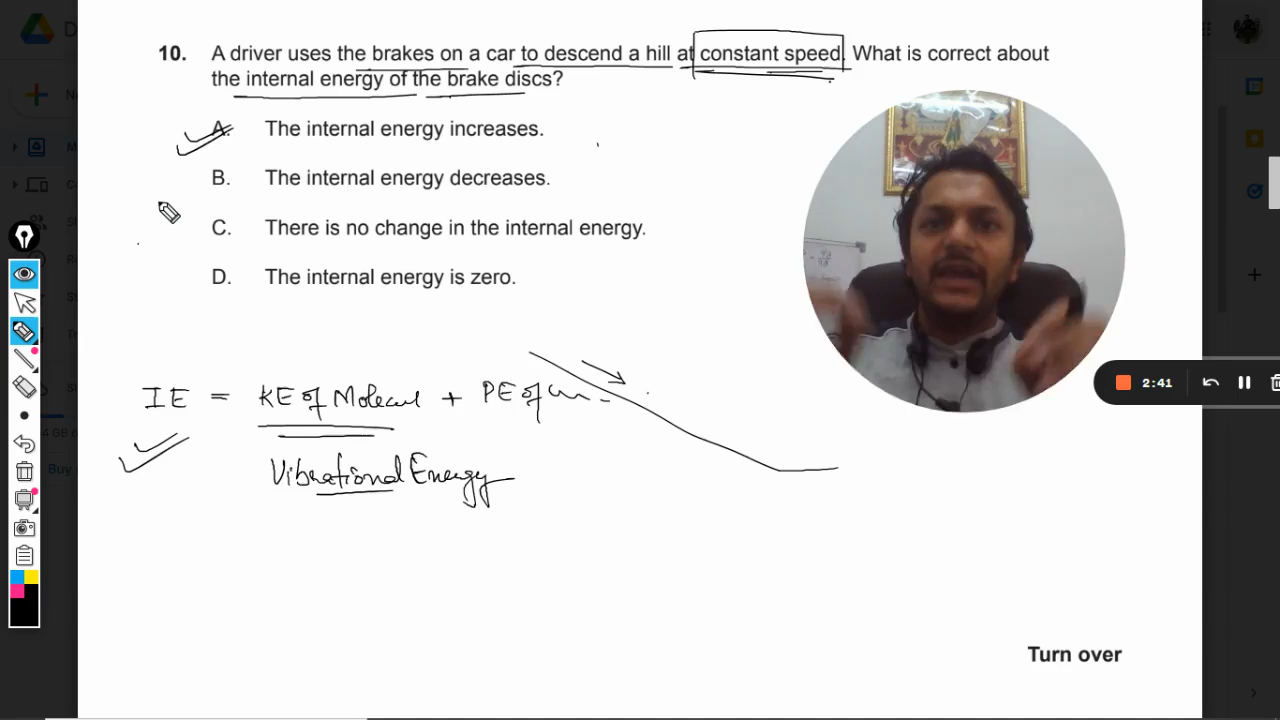 10. A driver uses the brakes on a car to descend a hill at constant speed. What is correct about
the internal energy of the brake discs?
A. The internal energy increases.
B. The internal energy decreases.
C. There is no change in the internal energy.
D. The internal energy is zero.
2:41
IE = KE of Molecul + PE of
Vibrational Energy
Turn over